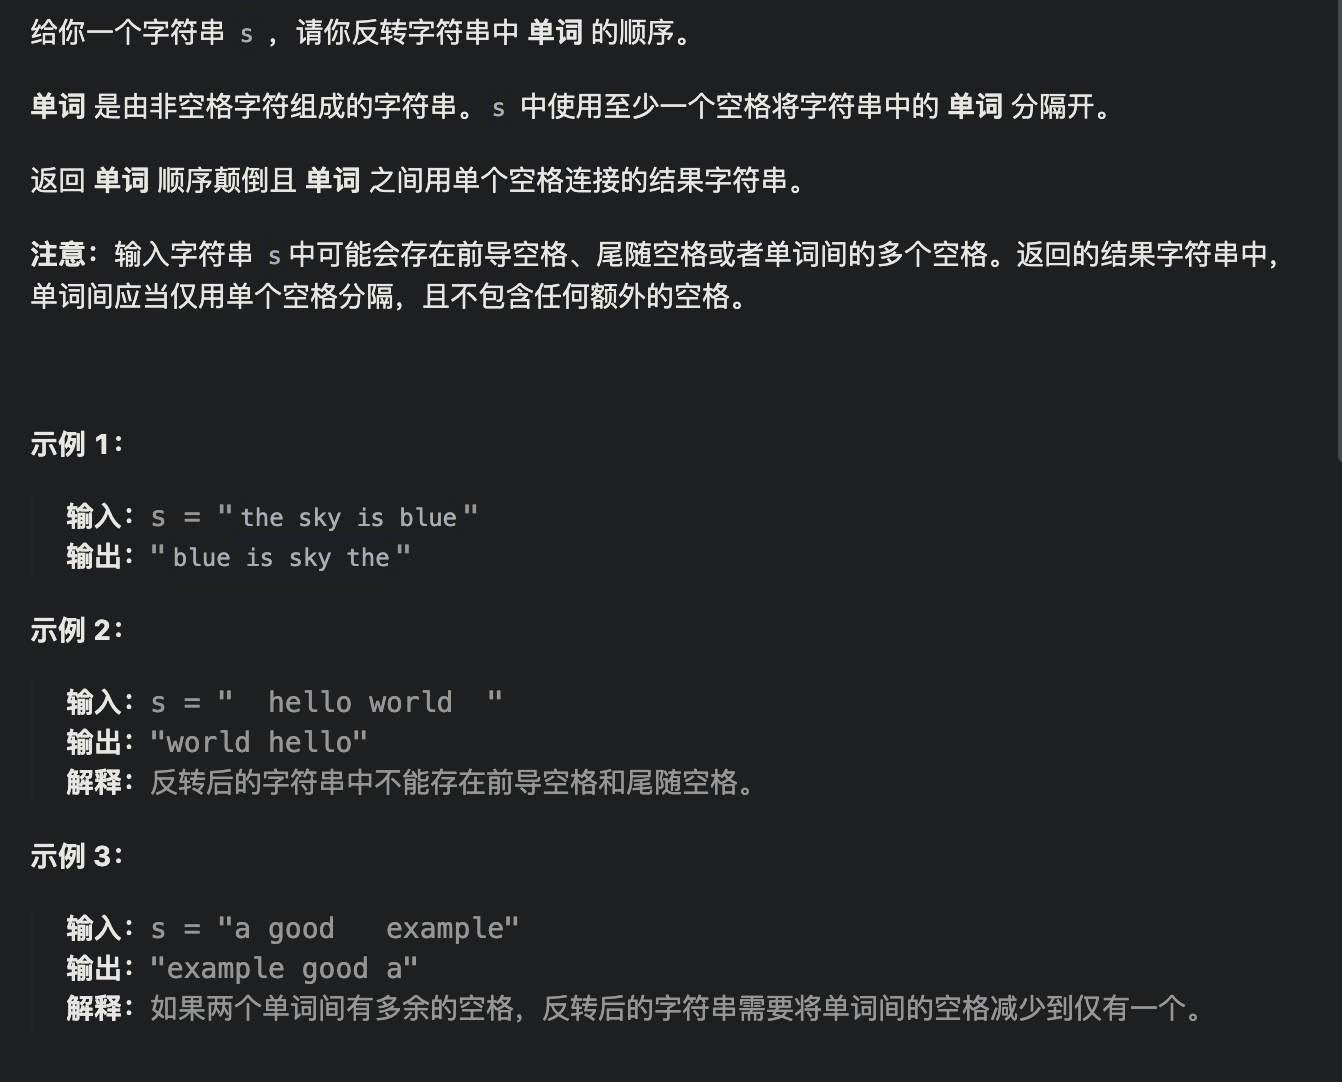 给你一个字符串 s ，请你反转字符串中 单词 的顺序。
单词 是由非空格字符组成的字符串。s 中使用至少一个空格将字符串中的 单词 分隔开。
返回 单词 顺序颠倒且 单词 之间用单个空格连接的结果字符串。
注意：输入字符串 s中可能会存在前导空格、尾随空格或者单词间的多个空格。返回的结果字符串中，
单词间应当仅用单个空格分隔，且不包含任何额外的空格。
示例 1：
输入：s = "the sky is blue"
输出："blue is sky the"
示例 2：
输入：s = "  hello world  "
输出："world hello"
解释：反转后的字符串中不能存在前导空格和尾随空格。
示例 3：
输入：s = "a good   example"
输出："example good a"
解释：如果两个单词间有多余的空格，反转后的字符串需要将单词间的空格减少到仅有一个。